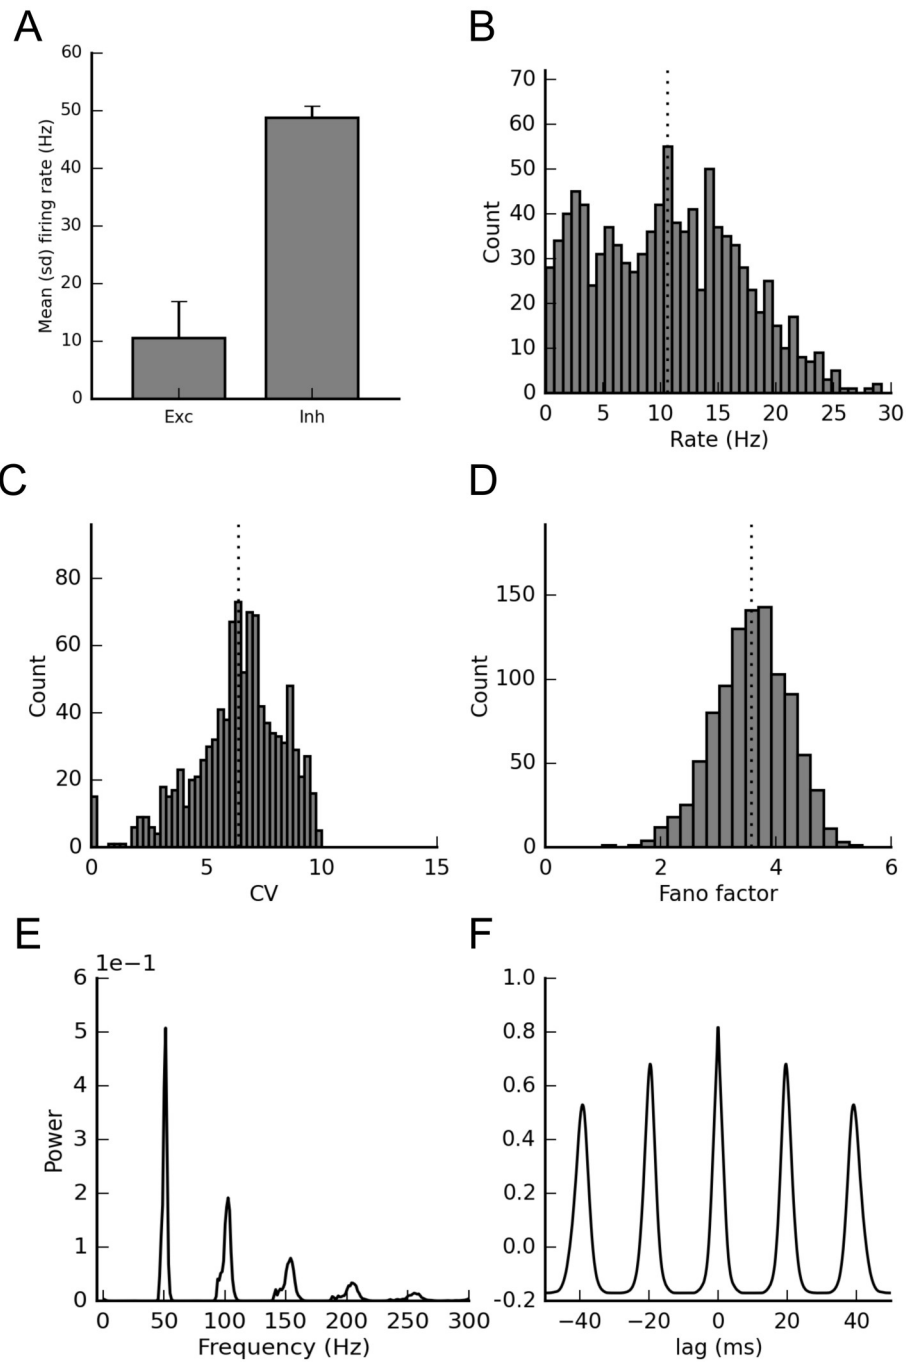 A
60
50
40
30
20
10
0
Mean (sd) firing rate (Hz)
Exc Inh
B
70
60
50
40
30
20
10
0
Count
0 5 10 15 20 25 30
Rate (Hz)
C
80
60
40
20
0
Count
0 5 10 15
CV
D
150
100
50
0
Count
0 2 4 6
Fano factor
E
1e−1
6
5
4
3
2
1
0
Power
0 50 100 150 200 250 300
Frequency (Hz)
F
1.0
0.8
0.6
0.4
0.2
0.0
-0.2
−40 −20 0 20 40
lag (ms)